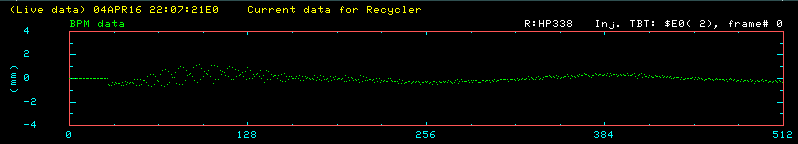 (Live data) 04APR16 22:07:21E0 Current data for Recycler
BPM data R:HP338 Inj. TBT: $E0( 2), frame# 0
4
2
0
-2
-4
(mm)
0 128 256 384 512